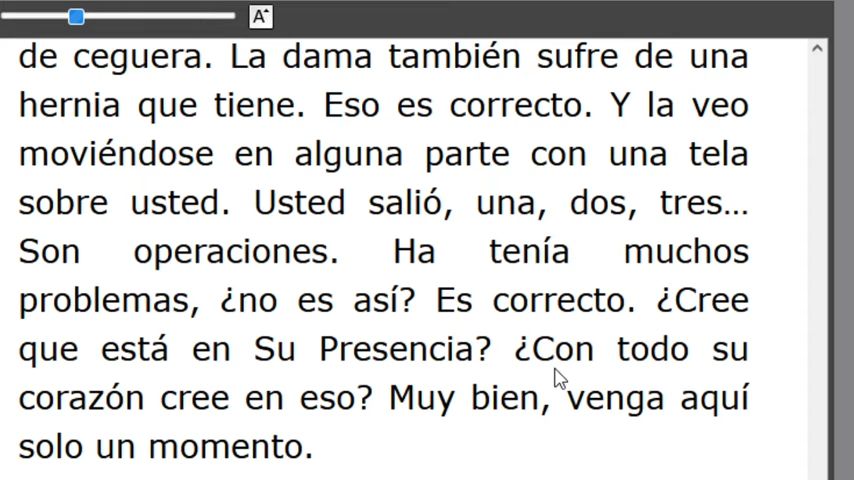 A
de ceguera. La dama también sufre de una
hernia que tiene. Eso es correcto. Y la veo
moviéndose en alguna parte con una tela
sobre usted. Usted salió, una, dos, tres...
Son operaciones. Ha tenía muchos
problemas, ¿no es así? Es correcto. ¿Cree
que está en Su Presencia? ¿Con todo su
corazón cree en eso? Muy bien, venga aquí
solo un momento.